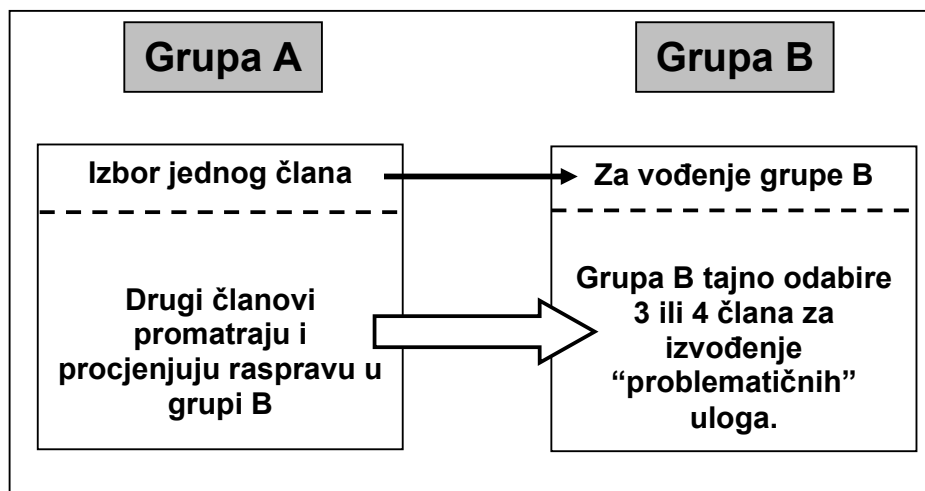 Grupa A
Grupa B
Izbor jednog člana
Za vođenje grupe B
Drugi članovi
promatraju i
procjenjuju raspravu u
grupi B
Grupa B tajno odabire
3 ili 4 člana za
izvođenje
“problematičnih”
uloga.